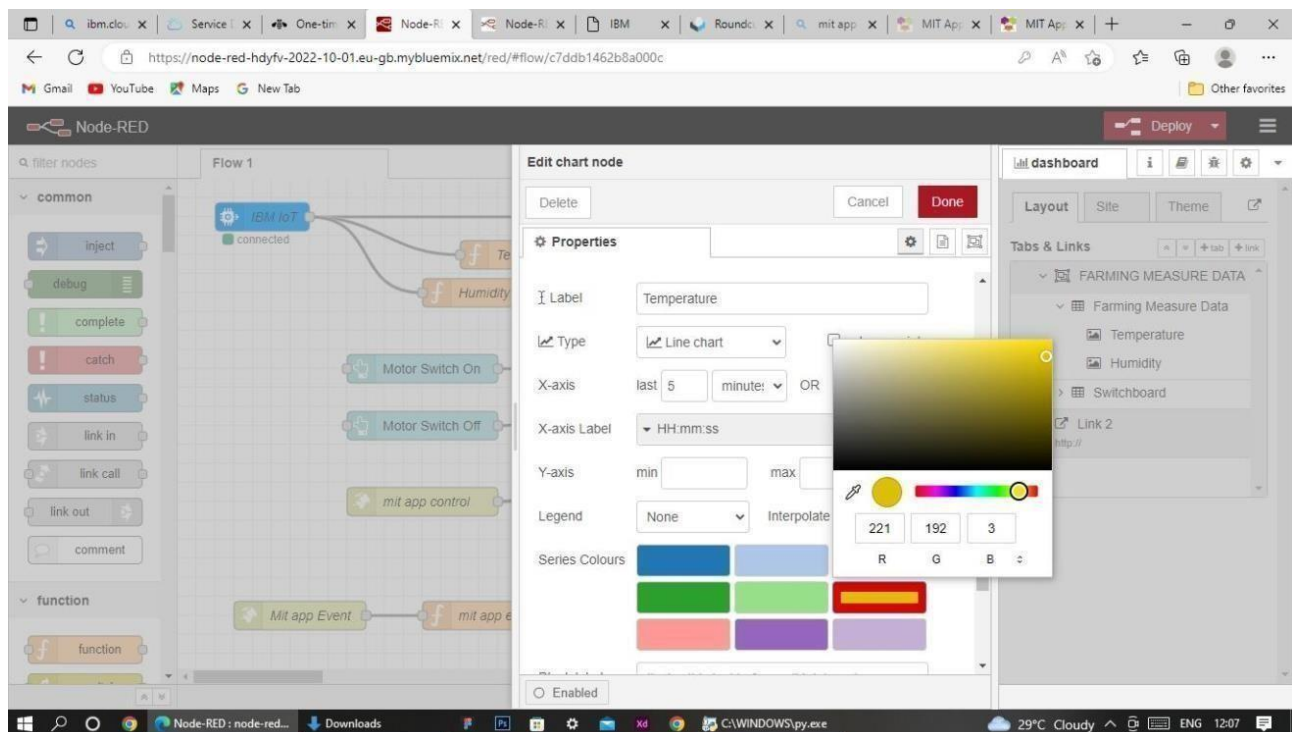 ibm.clou
Service
One-tim
Node-R
Node-R
IBM
Roundc
mit app
MIT App
MIT App
https://node-red-hdyfv-2022-10-01.eu-gb.mybluemix.net/red/#flow/c7ddb1462b8a000c
Gmail YouTube Maps New Tab
Other favorites
Node-RED
Deploy
filter nodes
common
inject
debug
complete
catch
status
link in
link call
link out
comment
function
function
Flow 1
IBM IoT
connected
Te
Humidity
Motor Switch On
Motor Switch Off
mit app control
Mit app Event
mit app e
Edit chart node
Delete
Cancel
Done
Properties
Label Temperature
Type Line chart
X-axis last 5 minutes OR
X-axis Label HH:mm:ss
Y-axis min max
Legend None Interpolate
Series Colours
Enabled
221 192 3
R G B
dashboard
Layout Site Theme
Tabs & Links
tab
link
FARMING MEASURE DATA
Farming Measure Data
Temperature
Humidity
Switchboard
Link 2
http://
Node-RED : node-red...
Downloads
Ps
Xd
C:\WINDOWS\py.exe
29°C Cloudy
ENG
12:07